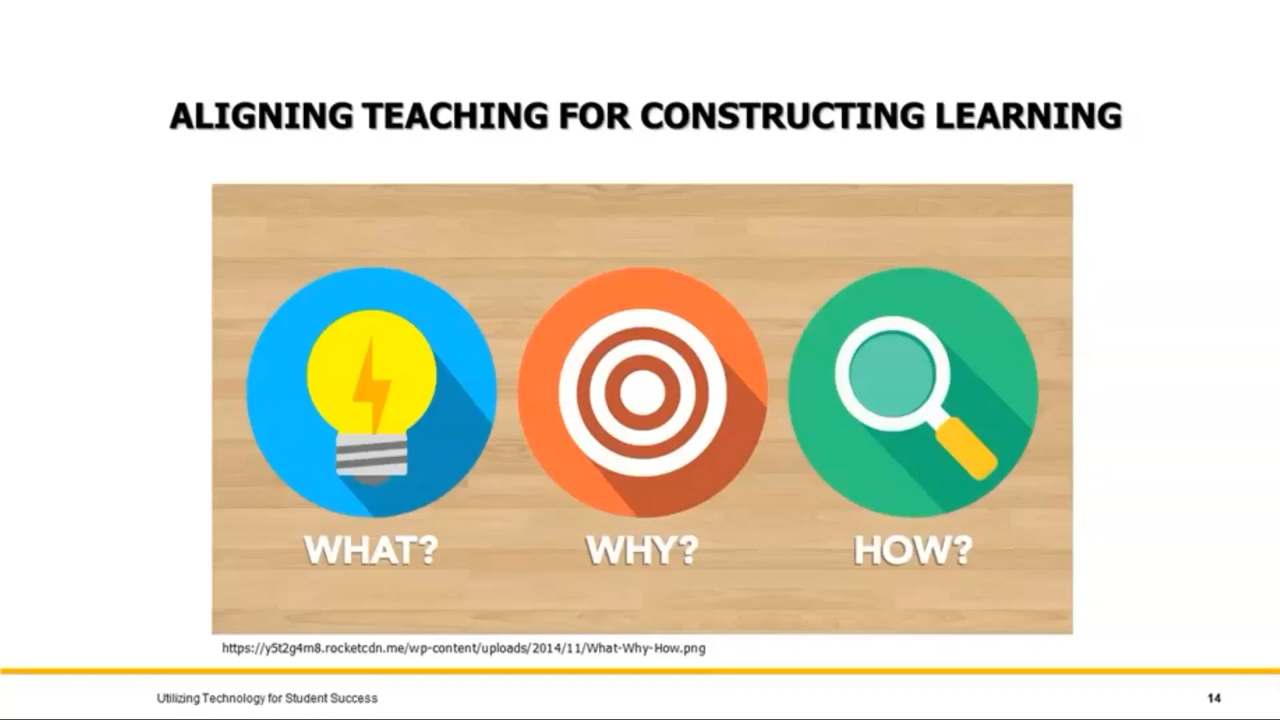 ALIGNING TEACHING FOR CONSTRUCTING LEARNING
WHAT? WHY? HOW?
https://y5t2g4m8.rocketcdn.me/wp-content/uploads/2014/11/What-Why-How.png
Utilizing Technology for Student Success 14